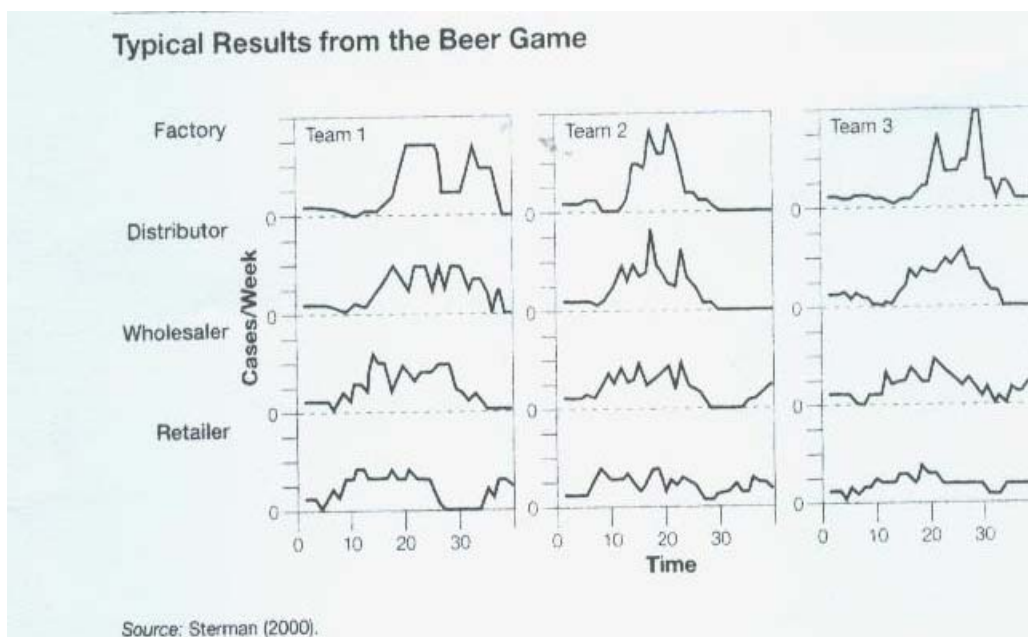 Typical Results from the Beer Game
Factory
Distributor
Wholesaler
Retailer
Cases/Week
Team 1
Team 2
Team 3
0 0 0
0 0 0
0 0 0
0 0 0
0 10 20 30 0 10 20 30 0 10 20 30
Time
Source: Sterman (2000).